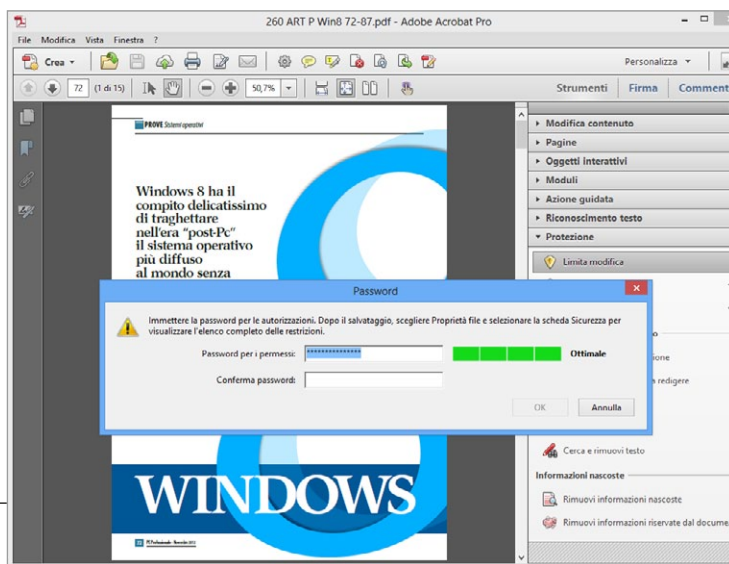 260 ART P Win8 72-87.pdf - Adobe Acrobat Pro
File Modifica Vista Finestra ?
Crea
Personalizza
72 (1 di 15) 50,7%
Strumenti Firma Comment
PROVE Sistemi operativi
Windows 8 ha il
compito delicatissimo
di traghettare
nell'era "post-Pc"
il sistema operativo
più diffuso
al mondo senza
Modifica contenuto
Pagine
Oggetti interattivi
Moduli
Azione guidata
Riconoscimento testo
Protezione
Limita modifica
Password
Immettere la password per le autorizzazioni. Dopo il salvataggio, scegliere Proprietà file e selezionare la scheda Sicurezza per
visualizzare l'elenco completo delle restrizioni.
Password per i permessi: *************** Ottimale
Conferma password:
OK Annulla
ione
redigere
Cerca e rimuovi testo
Informazioni nascoste
Rimuovi informazioni nascoste
Rimuovi informazioni riservate dal docume
WINDOWS